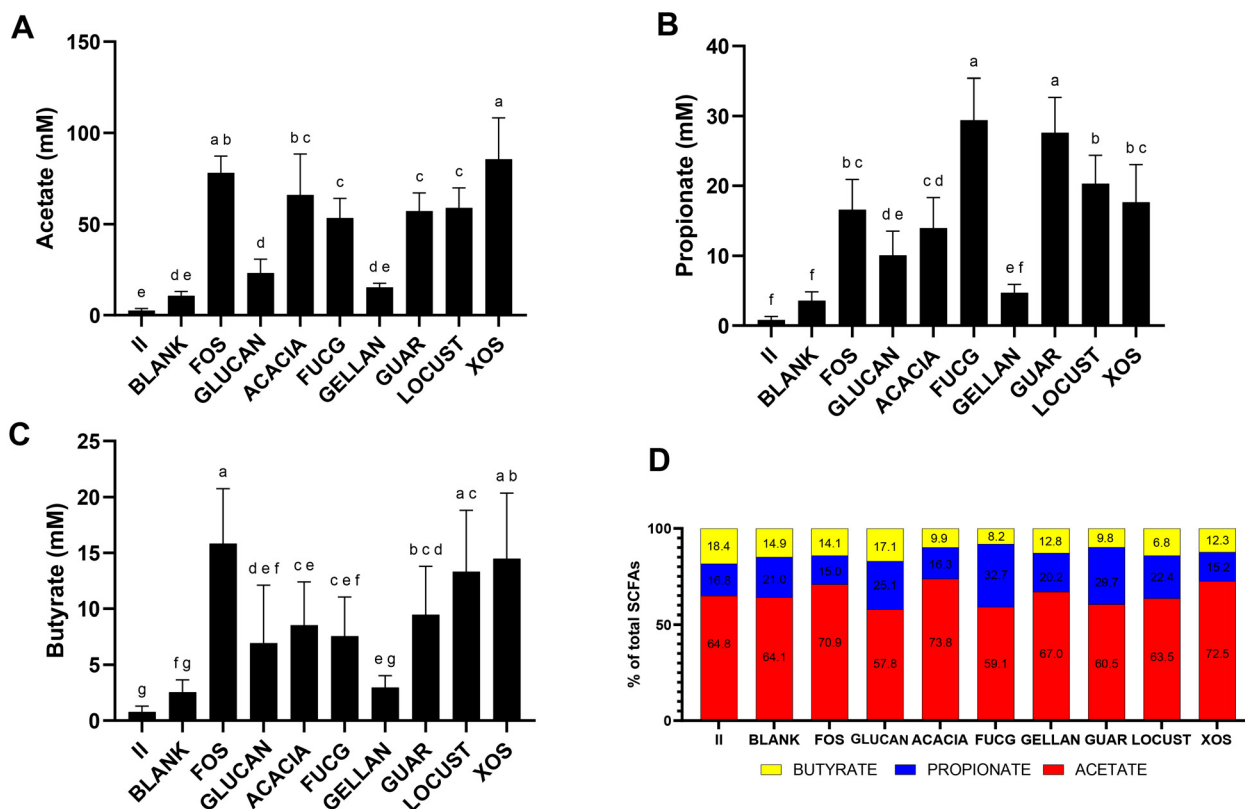 A
Acetate (mM)
150
100
50
0
e
d e
a b
d
b c
c
d e
c
c
a
II
BLANK
FOS
GLUCAN
ACACIA
FUCG
GELLAN
GUAR
LOCUST
XOS
B
Propionate (mM)
40
30
20
10
0
f
f
b c
d e
c d
a
e f
a
b
b c
II
BLANK
FOS
GLUCAN
ACACIA
FUCG
GELLAN
GUAR
LOCUST
XOS
C
Butyrate (mM)
25
20
15
10
5
0
g
f g
a
d e f
c e
c e f
e g
b c d
a c
a b
II
BLANK
FOS
GLUCAN
ACACIA
FUCG
GELLAN
GUAR
LOCUST
XOS
D
% of total SCFAs
100
50
0
18.4 14.9 14.1 17.1 9.9 8.2 12.8 9.8 6.8 12.3
16.8 21.0 15.0 25.1 16.3 32.7 20.2 29.7 22.4 15.2
64.8 64.1 70.9 57.8 73.8 59.1 67.0 60.5 63.5 72.5
II BLANK FOS GLUCAN ACACIA FUCG GELLAN GUAR LOCUST XOS
BUTYRATE PROPIONATE ACETATE